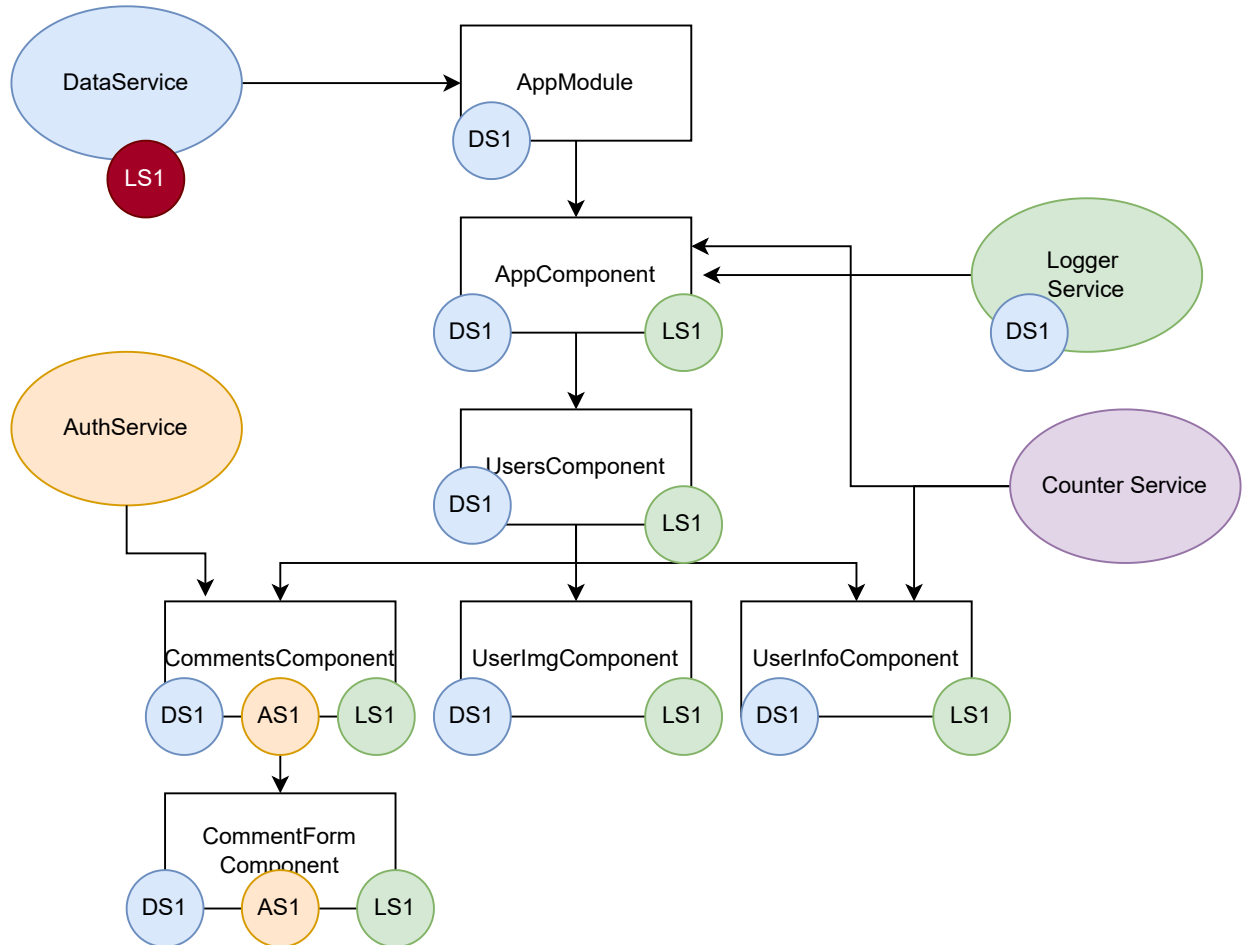 DataService
AppModule
DS1
LS1
AppComponent
Logger
Service
DS1
LS1
DS1
AuthService
UsersComponent
Counter Service
DS1
LS1
CommentsComponent
UserImgComponent
UserInfoComponent
DS1
AS1
LS1
DS1
LS1
DS1
LS1
CommentForm
Component
DS1
AS1
LS1